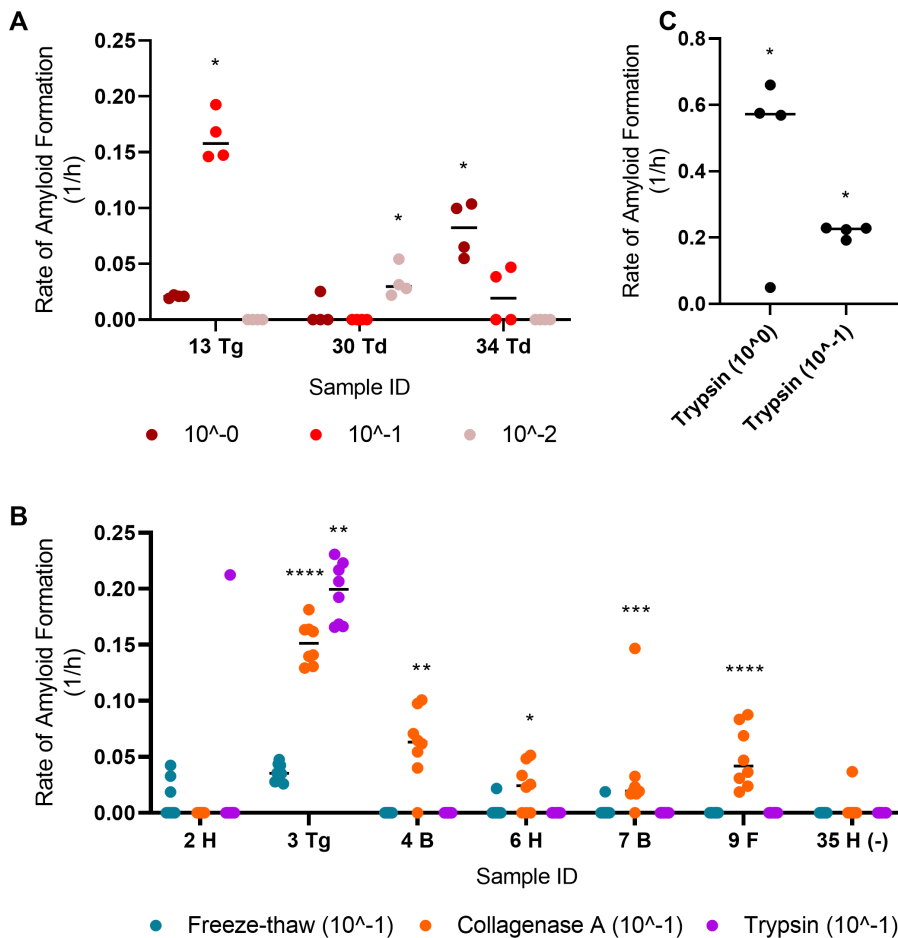 A
Rate of Amyloid Formation
(1/h)
0.25
0.20
0.15
0.10
0.05
0.00
*
*
*
13 Tg
30 Td
34 Td
Sample ID
10^-0
10^-1
10^-2
C
Rate of Amyloid Formation
(1/h)
0.8
0.6
0.4
0.2
0.0
*
*
Trypsin (10^0)
Trypsin (10^-1)
B
Rate of Amyloid Formation
(1/h)
0.25
0.20
0.15
0.10
0.05
0.00
****
**
**
*
***
****
2 H
3 Tg
4 B
6 H
7 B
9 F
35 H (-)
Sample ID
Freeze-thaw (10^-1)
Collagenase A (10^-1)
Trypsin (10^-1)